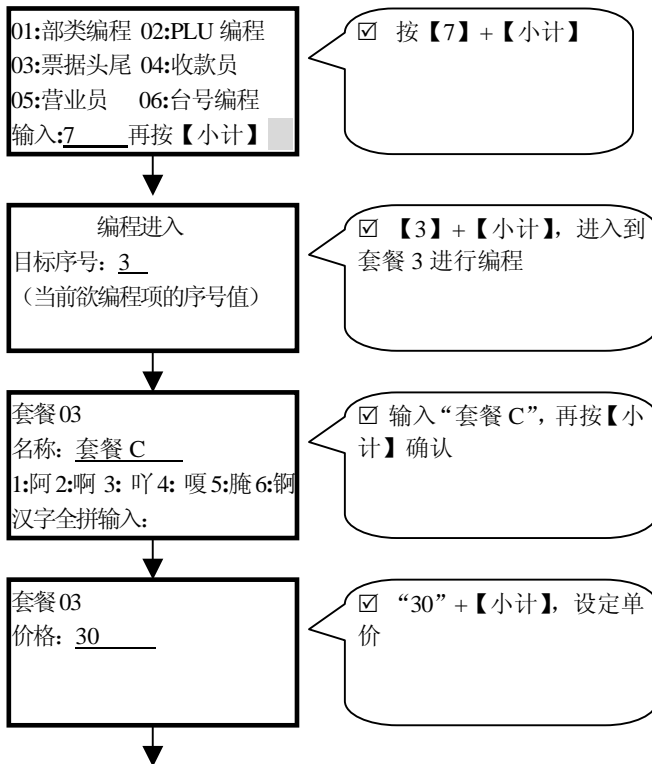 01:部类编程 02:PLU 编程
03:票据头尾 04:收款员
05:营业员 06:台号编程
输入:7 再按【小计】
☑ 按【7】+【小计】
编程进入
目标序号：3
（当前欲编程项的序号值）
☑ 【3】+【小计】，进入到
套餐 3 进行编程
套餐 03
名称：套餐 C
1:阿 2:啊 3: 吖 4: 嗄 5:腌 6:锕
汉字全拼输入：
☑ 输入“套餐 C”，再按【小
计】确认
套餐 03
价格：30
☑ “30”+【小计】，设定单
价